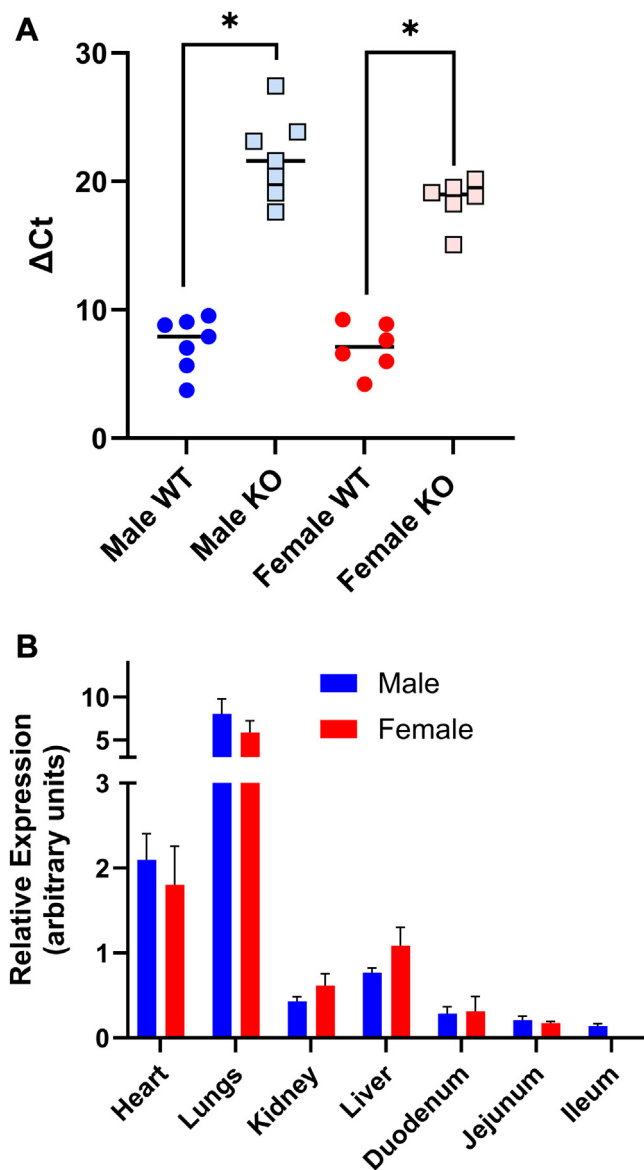 A
30
20
10
0
ΔCt
*
*
Male WT
Male KO
Female WT
Female KO
B
Male
Female
10
5
3
2
1
0
Relative Expression
(arbitrary units)
Heart
Lungs
Kidney
Liver
Duodenum
Jejunum
Ileum